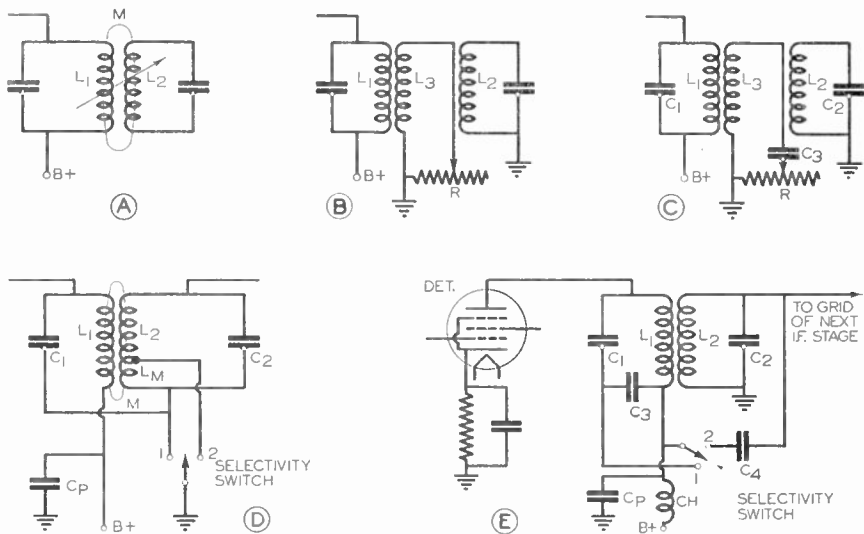 M
L1
L2
B+
A
L1
L3
L2
B+
R
B
C1
L1
L3
L2
C2
C3
B+
R
C
C1
L1
L2
C2
LM
M
1
2
SELECTIVITY
SWITCH
CP
B+
D
DET.
TO GRID
OF NEXT
I.F. STAGE
C1
L1
L2
C2
C3
2
C4
1
SELECTIVITY
SWITCH
CP
CH
B+
E